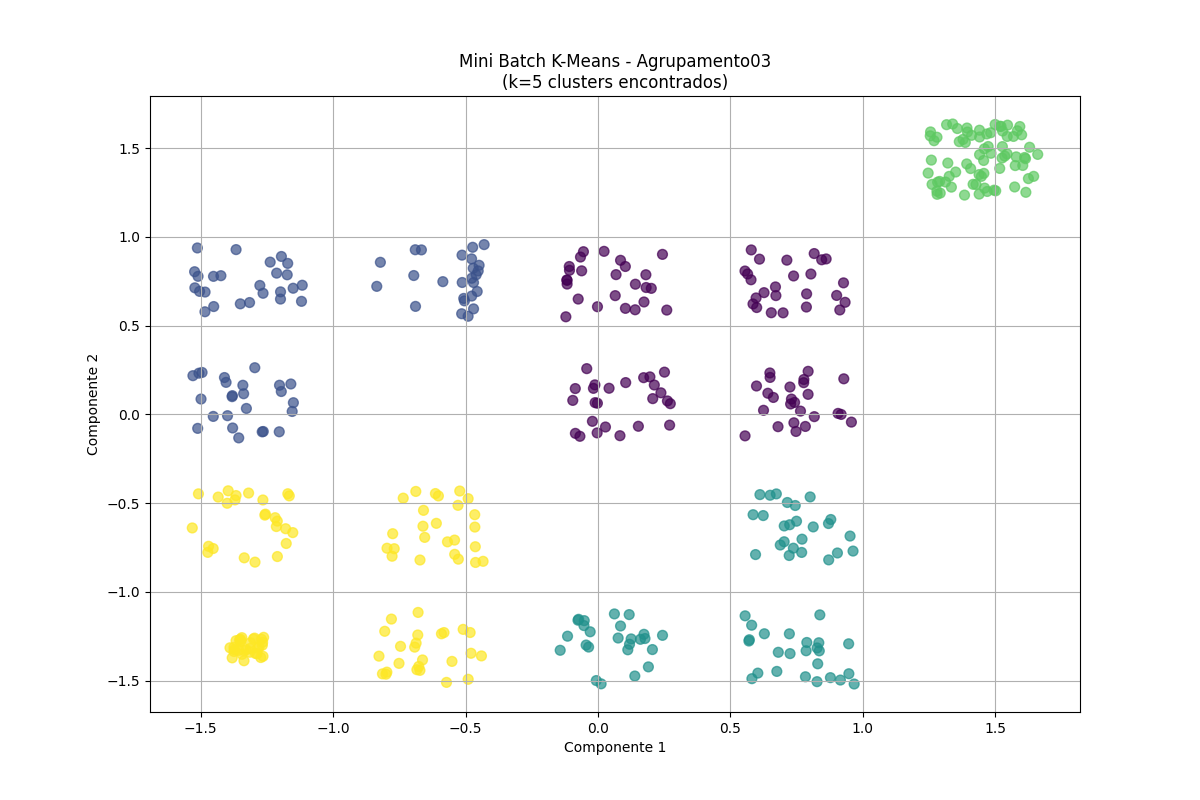 Mini Batch K-Means - Agrupamento03
(k=5 clusters encontrados)
Componente 2
1.5
1.0
0.5
0.0
−0.5
−1.0
−1.5
−1.5 −1.0 −0.5 0.0 0.5 1.0 1.5
Componente 1